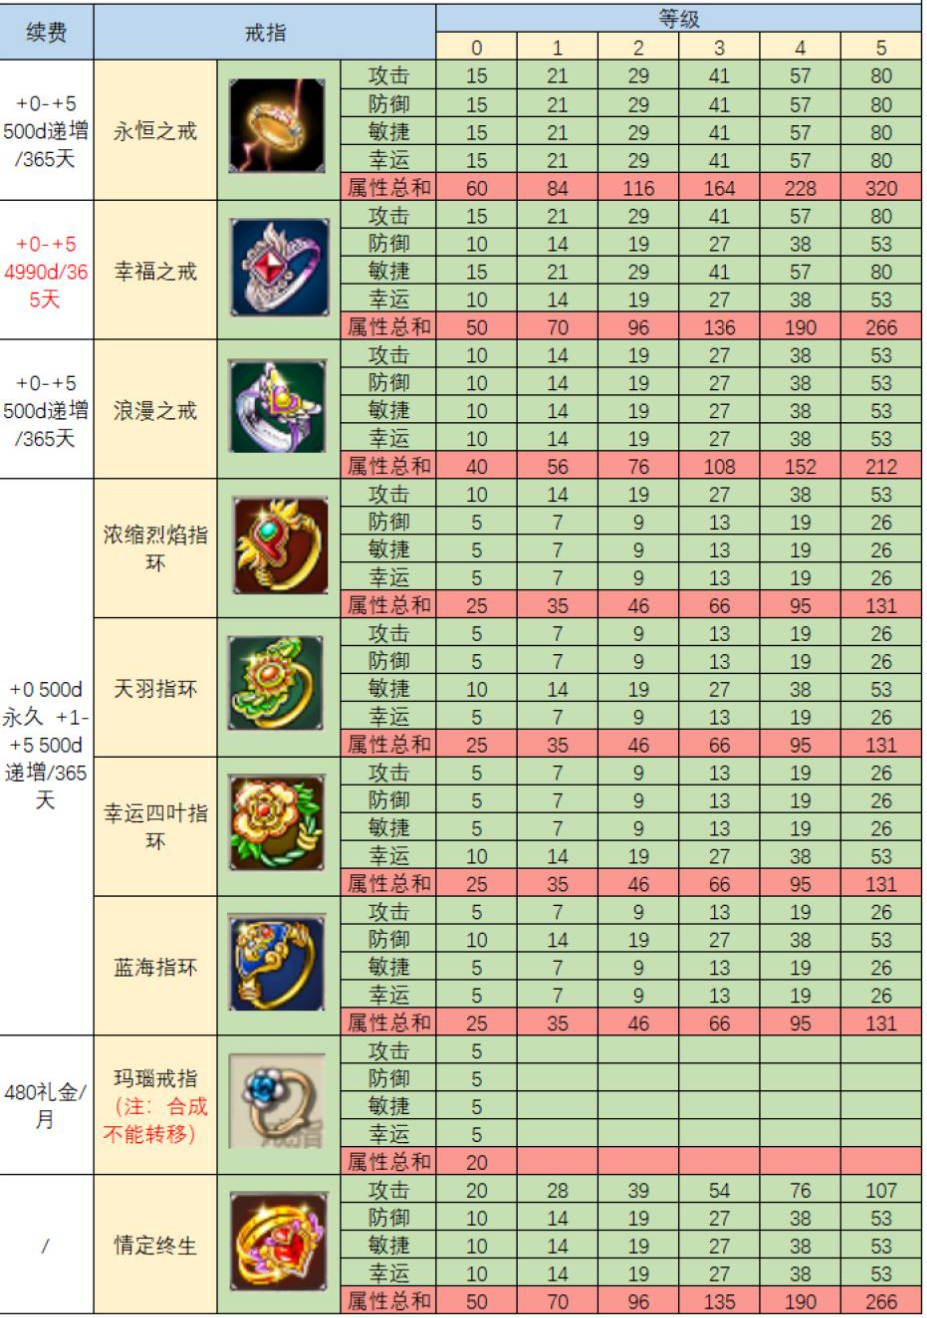 续费 戒指 等级
0 1 2 3 4 5
+0-+5
500d递增
/365天
永恒之戒
攻击 15 21 29 41 57 80
防御 15 21 29 41 57 80
敏捷 15 21 29 41 57 80
幸运 15 21 29 41 57 80
属性总和 60 84 116 164 228 320
+0-+5
4990d/36
5天
幸福之戒
攻击 15 21 29 41 57 80
防御 10 14 19 27 38 53
敏捷 15 21 29 41 57 80
幸运 10 14 19 27 38 53
属性总和 50 70 96 136 190 266
+0-+5
500d递增
/365天
浪漫之戒
攻击 10 14 19 27 38 53
防御 10 14 19 27 38 53
敏捷 10 14 19 27 38 53
幸运 10 14 19 27 38 53
属性总和 40 56 76 108 152 212
+0 500d
永久 +1-
+5 500d
递增/365
天
浓缩烈焰指
环
攻击 10 14 19 27 38 53
防御 5 7 9 13 19 26
敏捷 5 7 9 13 19 26
幸运 5 7 9 13 19 26
属性总和 25 35 46 66 95 131
天羽指环
攻击 5 7 9 13 19 26
防御 5 7 9 13 19 26
敏捷 10 14 19 27 38 53
幸运 5 7 9 13 19 26
属性总和 25 35 46 66 95 131
幸运四叶指
环
攻击 5 7 9 13 19 26
防御 5 7 9 13 19 26
敏捷 5 7 9 13 19 26
幸运 10 14 19 27 38 53
属性总和 25 35 46 66 95 131
蓝海指环
攻击 5 7 9 13 19 26
防御 10 14 19 27 38 53
敏捷 5 7 9 13 19 26
幸运 5 7 9 13 19 26
属性总和 25 35 46 66 95 131
480礼金/
月
玛瑙戒指
（注：合成
不能转移）
戒指
攻击 5
防御 5
敏捷 5
幸运 5
属性总和 20
/
情定终生
攻击 20 28 39 54 76 107
防御 10 14 19 27 38 53
敏捷 10 14 19 27 38 53
幸运 10 14 19 27 38 53
属性总和 50 70 96 135 190 266